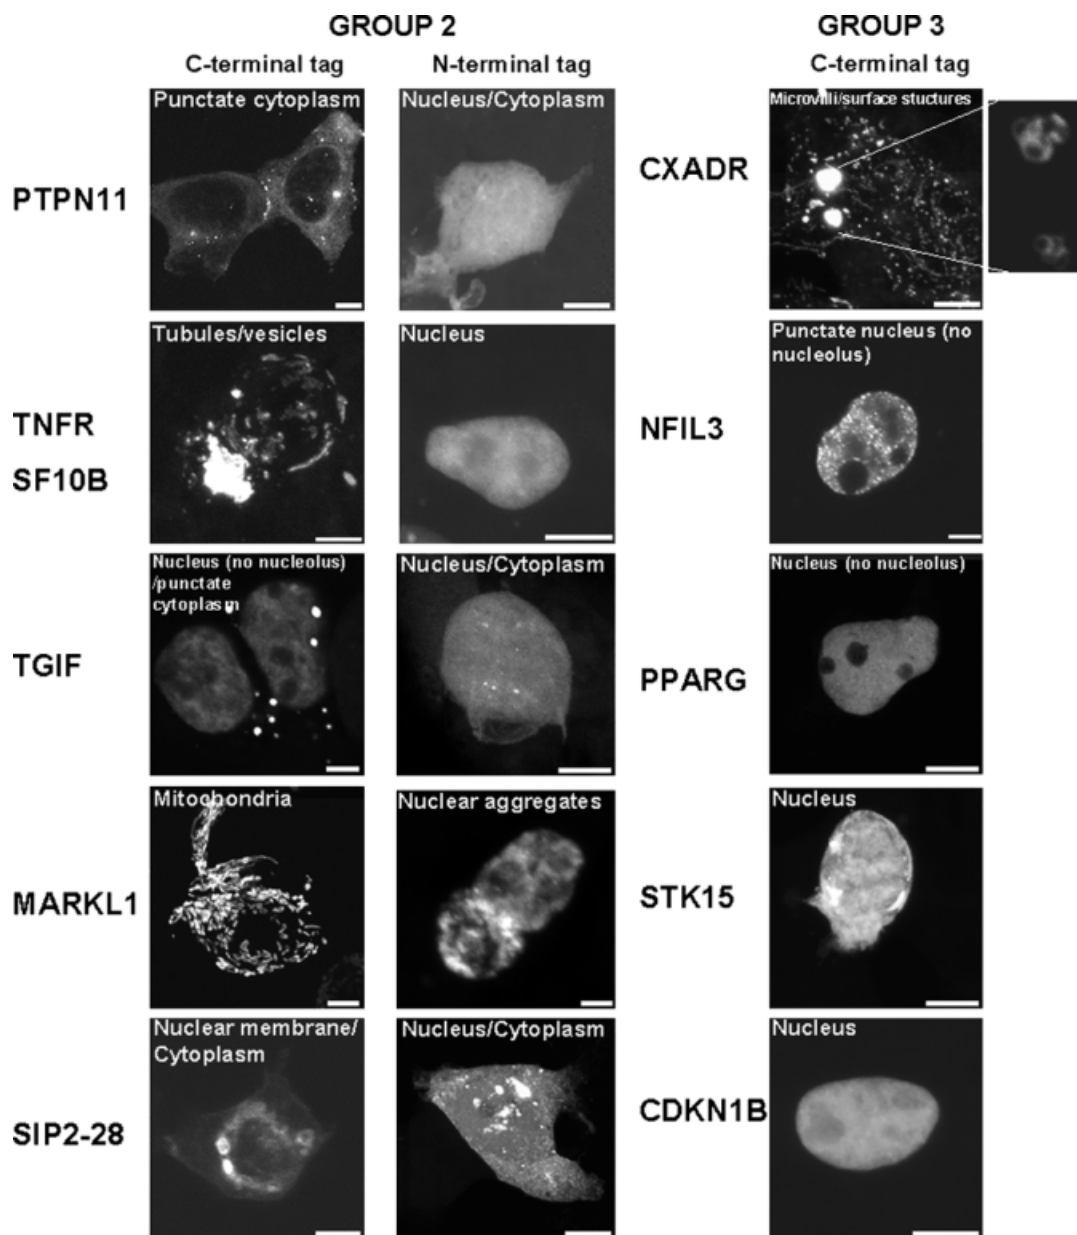 GROUP 2
GROUP 3
C-terminal tag
N-terminal tag
C-terminal tag
PTPN11
Punctate cytoplasm
Nucleus/Cytoplasm
CXADR
Microvilli/surface stuctures
TNFR
SF10B
Tubules/vesicles
Nucleus
NFIL3
Punctate nucleus (no
nucleolus)
TGIF
Nucleus (no nucleolus)
/punctate
cytoplasm
Nucleus/Cytoplasm
PPARG
Nucleus (no nucleolus)
MARKL1
Mitochondria
Nuclear aggregates
STK15
Nucleus
SIP2-28
Nuclear membrane/
Cytoplasm
Nucleus/Cytoplasm
CDKN1B
Nucleus